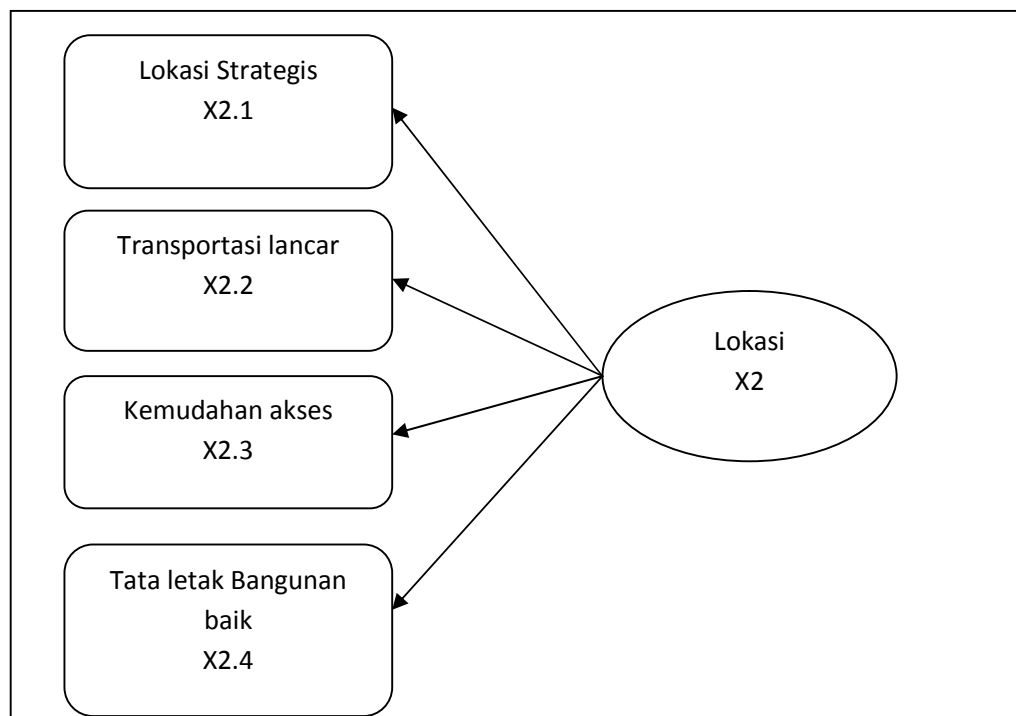 Lokasi Strategis
X2.1
Transportasi lancar
X2.2
Kemudahan akses
X2.3
Tata letak Bangunan
baik
X2.4
Lokasi
X2